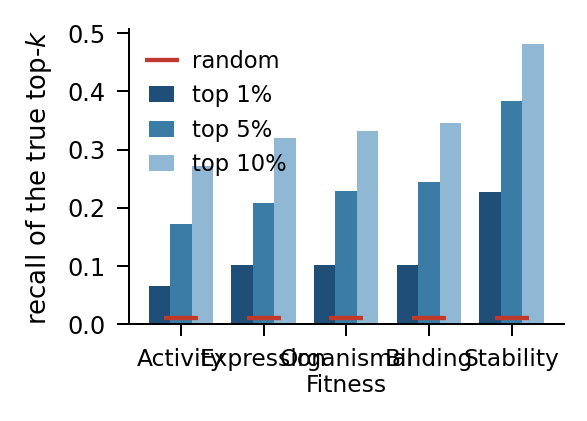 recall of the true top-k
0.5
0.4
0.3
0.2
0.1
0.0
random
top 1%
top 5%
top 10%
Activity
Expression
Organismal
Fitness
Binding
Stability